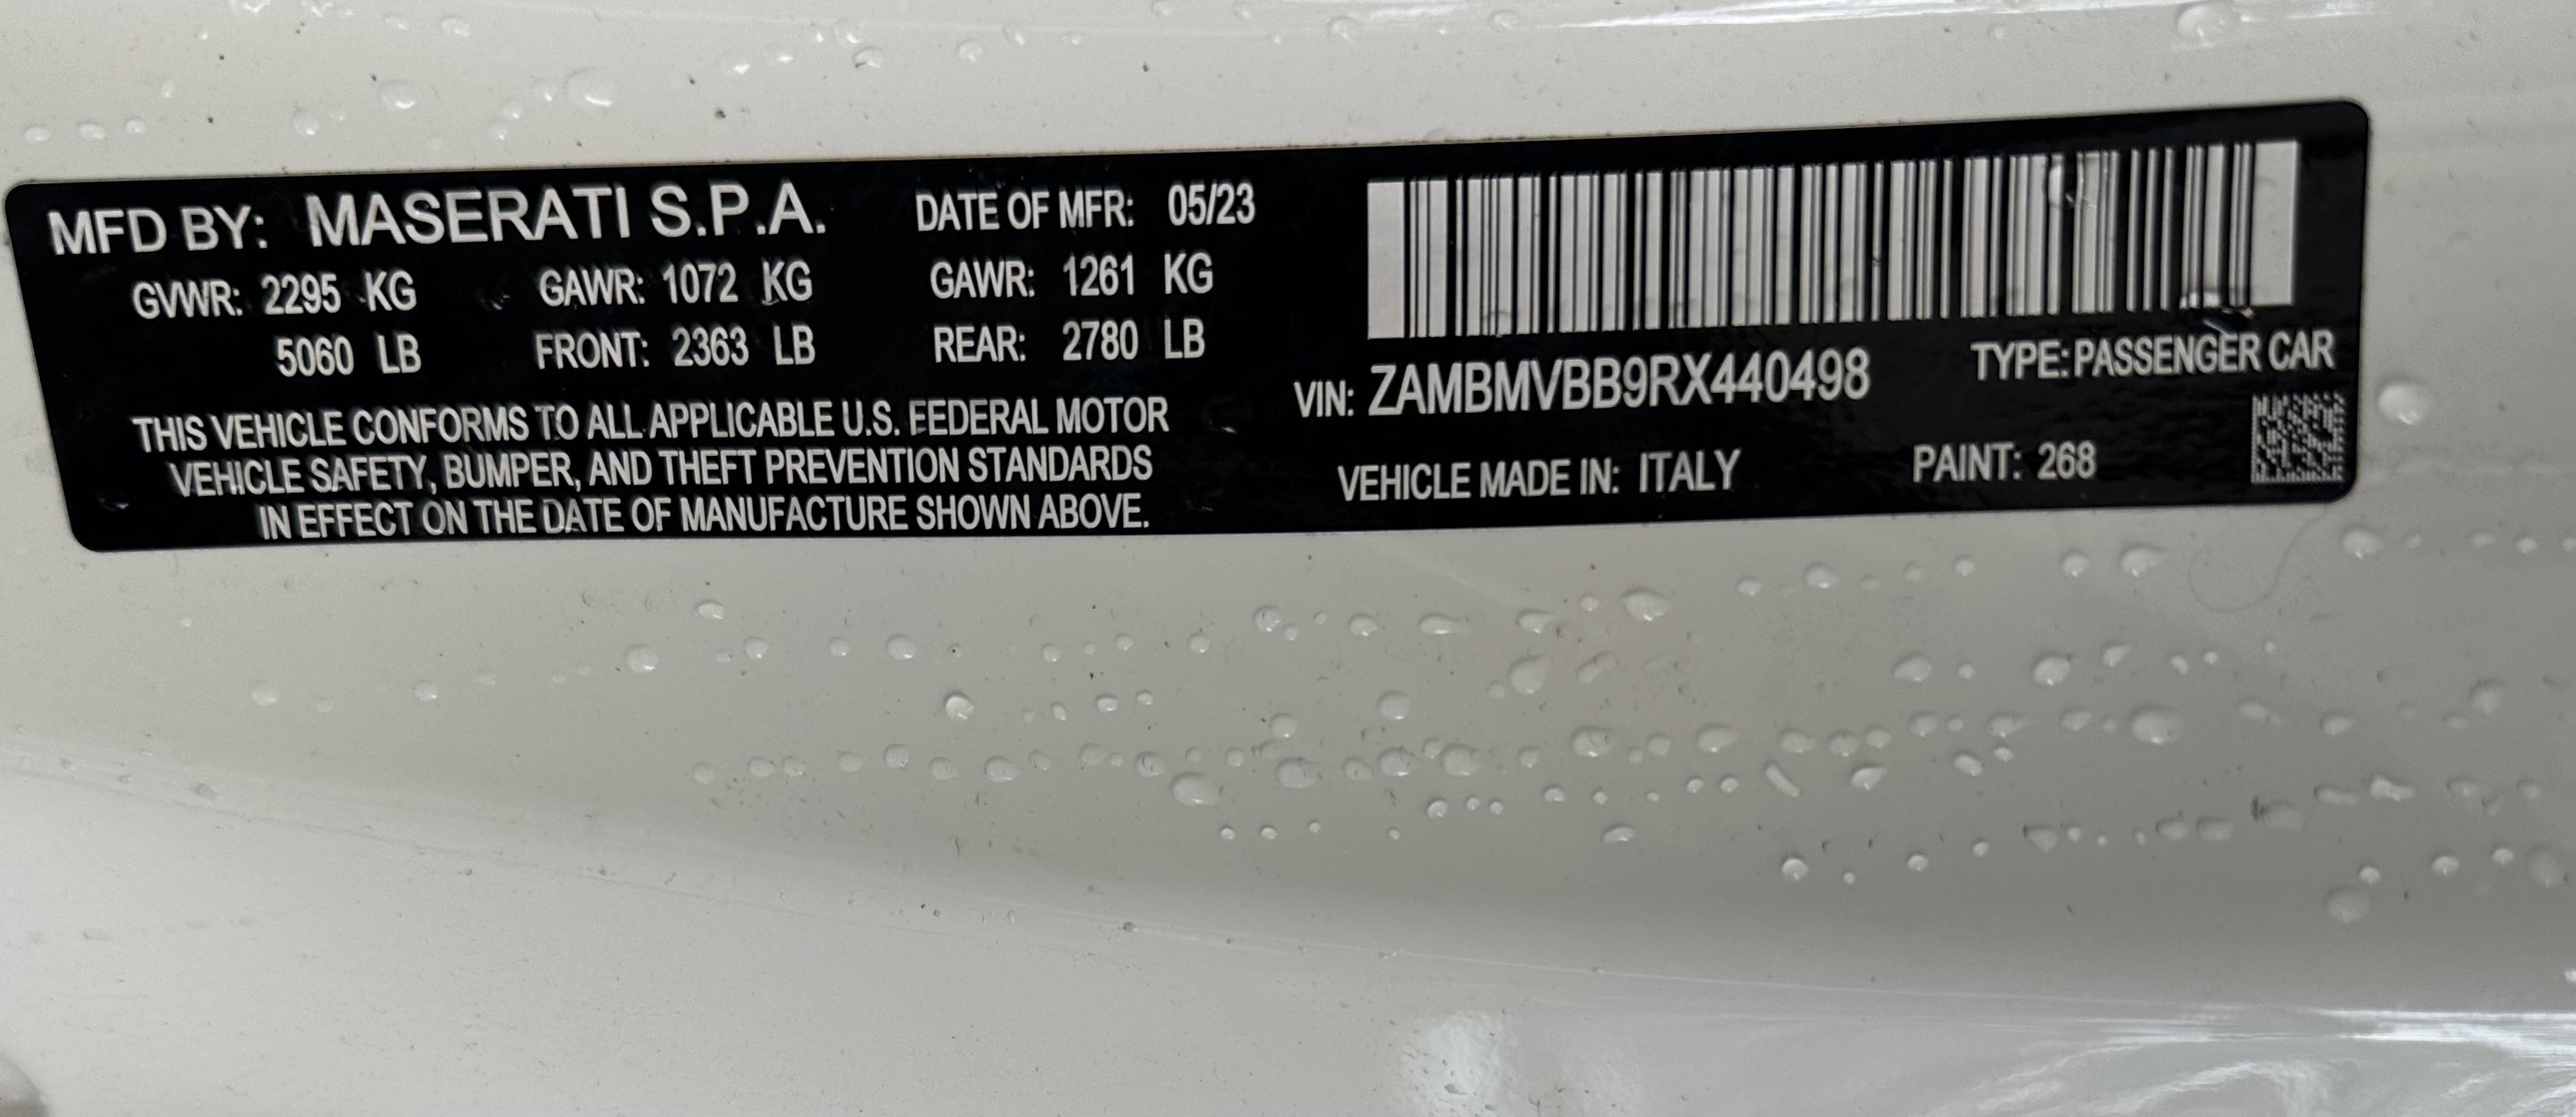 MFD BY: MASERATI S.P.A. DATE OF MFR: 05/23
GVWR: 2295 KG GAWR: 1072 KG GAWR: 1261 KG
5060 LB FRONT: 2363 LB REAR: 2780 LB
THIS VEHICLE CONFORMS TO ALL APPLICABLE U.S. FEDERAL MOTOR
VEHICLE SAFETY, BUMPER, AND THEFT PREVENTION STANDARDS
IN EFFECT ON THE DATE OF MANUFACTURE SHOWN ABOVE.
VIN: ZAMBMVBB9RX440498 TYPE: PASSENGER CAR
VEHICLE MADE IN: ITALY PAINT: 268